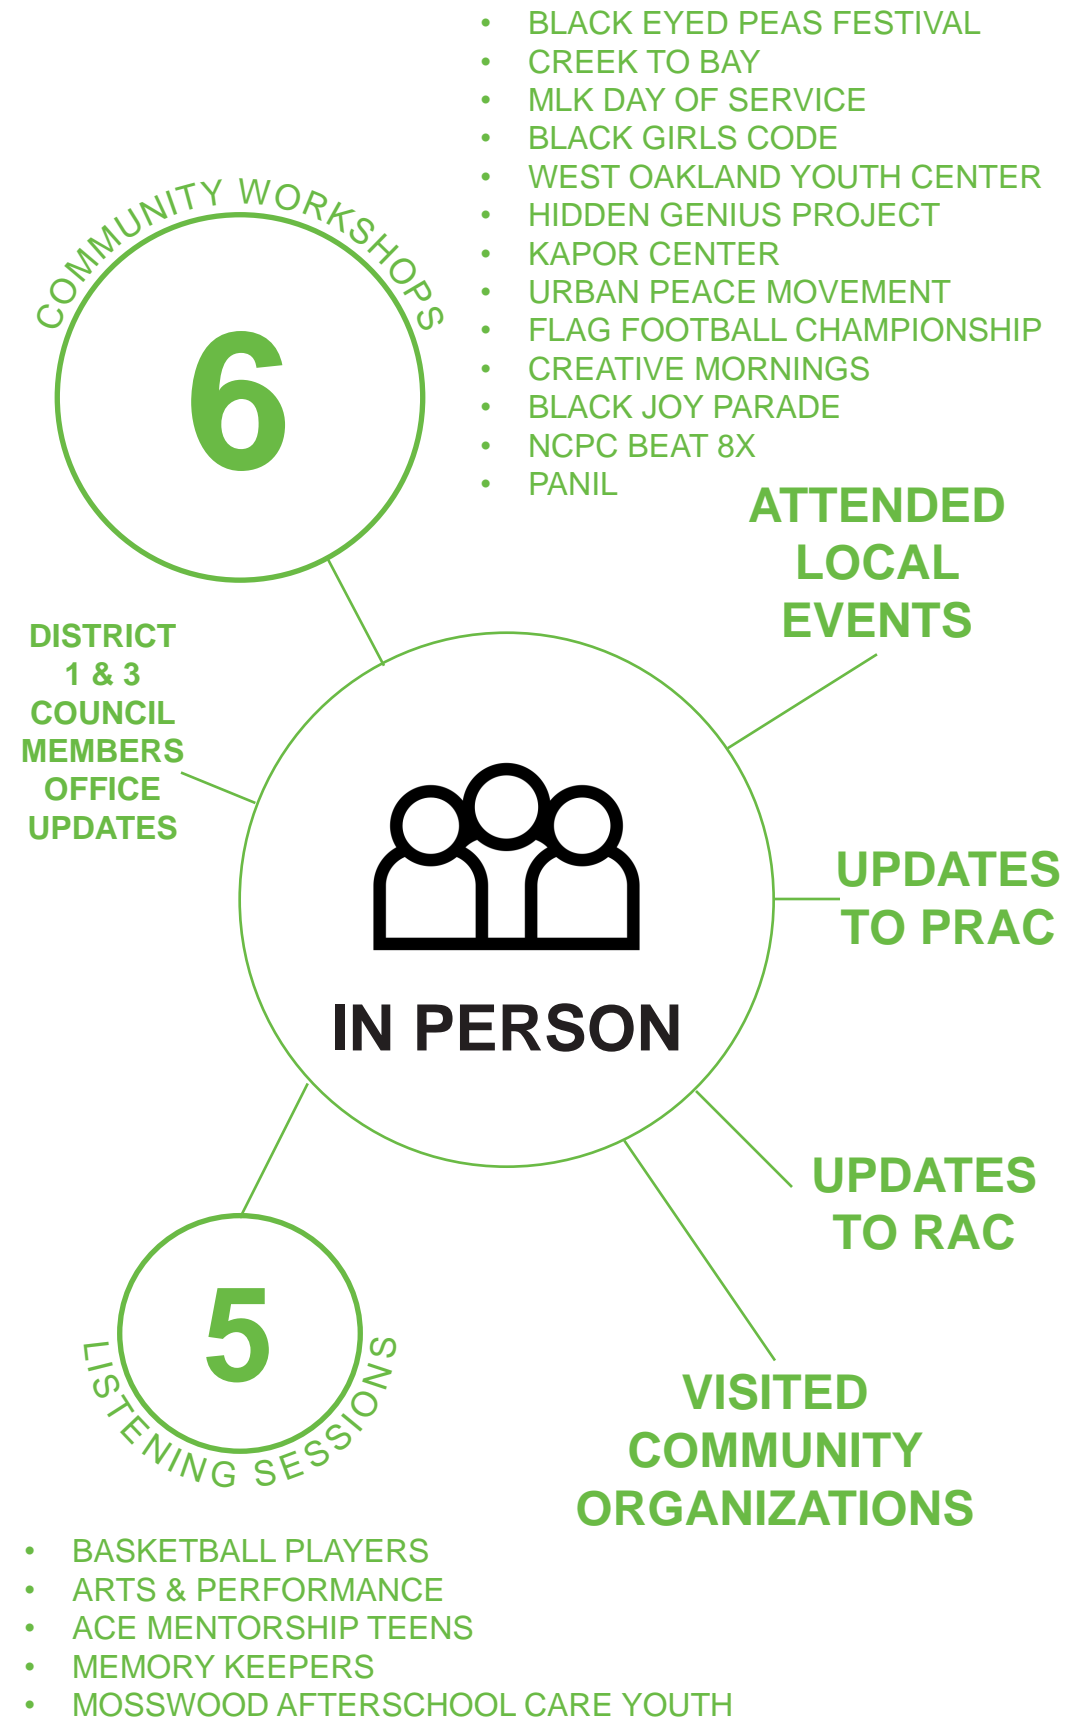 • BLACK EYED PEAS FESTIVAL
• CREEK TO BAY
• MLK DAY OF SERVICE
• BLACK GIRLS CODE
• WEST OAKLAND YOUTH CENTER
• HIDDEN GENIUS PROJECT
• KAPOR CENTER
• URBAN PEACE MOVEMENT
• FLAG FOOTBALL CHAMPIONSHIP
• CREATIVE MORNINGS
• BLACK JOY PARADE
• NCPC BEAT 8X
• PANIL
ATTENDED
LOCAL
EVENTS
COMMUNITY WORKSHOPS
6
DISTRICT
1 & 3
COUNCIL
MEMBERS
OFFICE
UPDATES
IN PERSON
UPDATES
TO PRAC
UPDATES
TO RAC
VISITED
COMMUNITY
ORGANIZATIONS
5
LISTENING SESSIONS
• BASKETBALL PLAYERS
• ARTS & PERFORMANCE
• ACE MENTORSHIP TEENS
• MEMORY KEEPERS
• MOSSWOOD AFTERSCHOOL CARE YOUTH